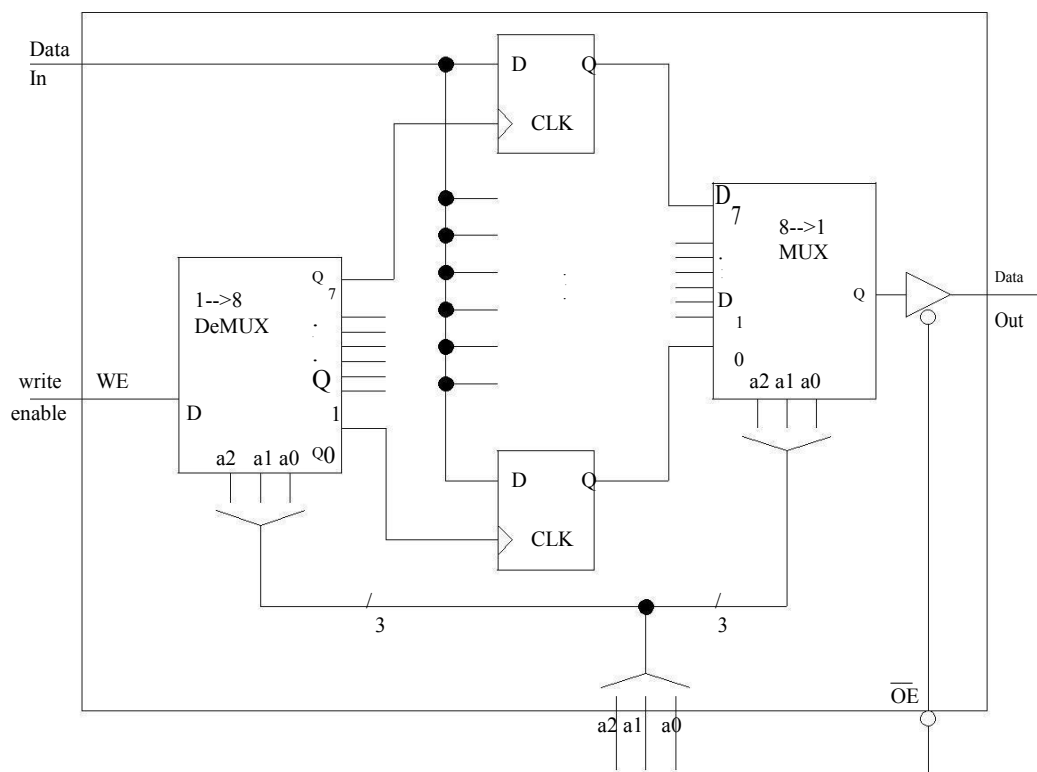 Data
In
D Q
CLK
D
7
8-->1
MUX
D
1
0
Q
a2 a1 a0
Data
Out
1-->8
DeMUX
Q
7
Q
1
Q0
D
a2 a1 a0
write
enable
WE
D Q
CLK
3
3
OE
a2 a1 a0